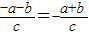 (−a−b)/c = −(a+b)/c